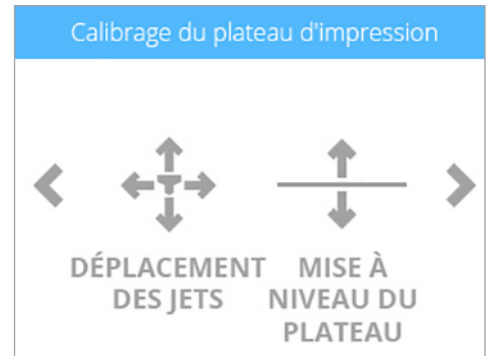 Calibrage du plateau d'impression
DÉPLACEMENT
DES JETS
MISE À
NIVEAU DU
PLATEAU